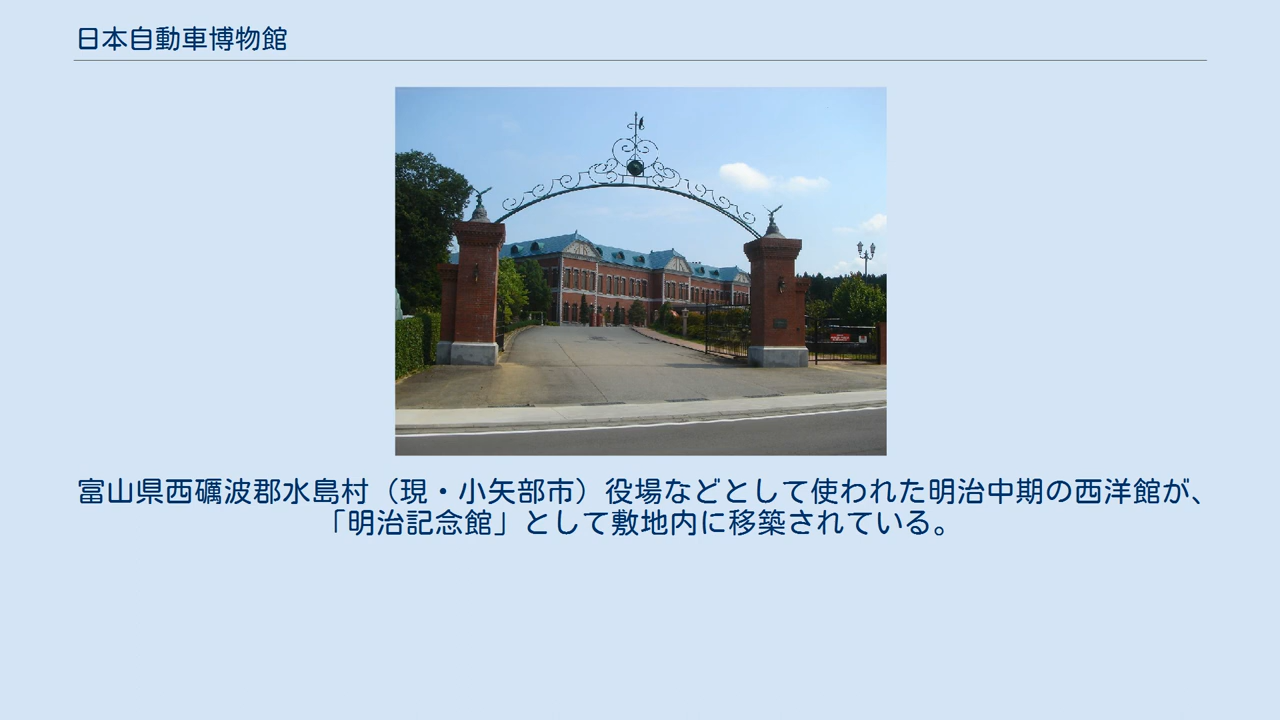 日本自動車博物館
富山県西礪波郡水島村（現・小矢部市）役場などとして使われた明治中期の西洋館が、
「明治記念館」として敷地内に移築されている。